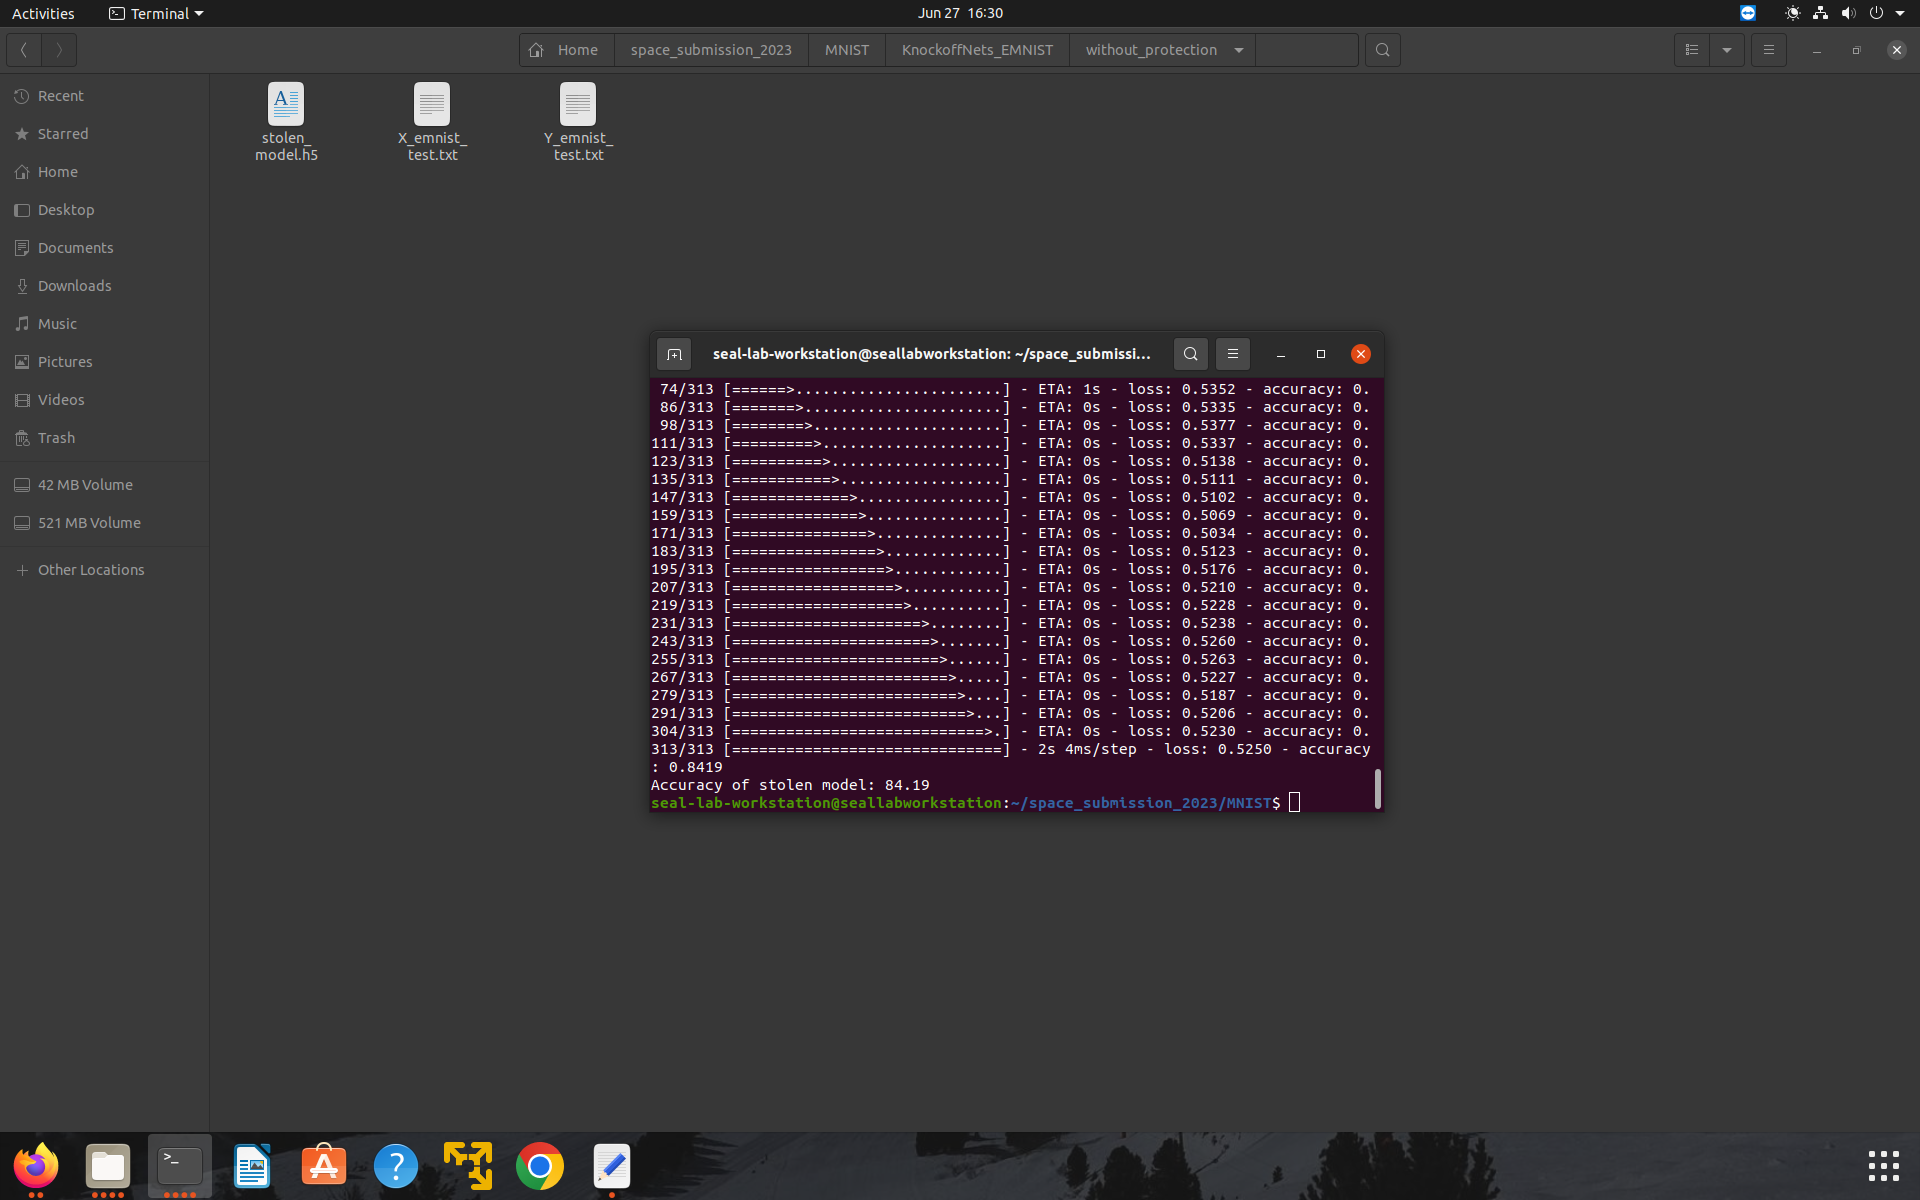 Activities
Terminal
Jun 27 16:30
Home
space_submission_2023
MNIST
KnockoffNets_EMNIST
without_protection
Recent
Starred
Home
Desktop
Documents
Downloads
Music
Pictures
Videos
Trash
42 MB Volume
521 MB Volume
+ Other Locations
stolen_
model.h5
X_emnist_
test.txt
Y_emnist_
test.txt
seal-lab-workstation@seallabworkstation: ~/space_submissi...
74/313 [======>.......................] - ETA: 1s - loss: 0.5352 - accuracy: 0.
86/313 [=======>......................] - ETA: 0s - loss: 0.5335 - accuracy: 0.
98/313 [========>.....................] - ETA: 0s - loss: 0.5377 - accuracy: 0.
111/313 [=========>....................] - ETA: 0s - loss: 0.5337 - accuracy: 0.
123/313 [==========>...................] - ETA: 0s - loss: 0.5138 - accuracy: 0.
135/313 [===========>..................] - ETA: 0s - loss: 0.5111 - accuracy: 0.
147/313 [=============>................] - ETA: 0s - loss: 0.5102 - accuracy: 0.
159/313 [==============>...............] - ETA: 0s - loss: 0.5069 - accuracy: 0.
171/313 [===============>..............] - ETA: 0s - loss: 0.5034 - accuracy: 0.
183/313 [================>.............] - ETA: 0s - loss: 0.5123 - accuracy: 0.
195/313 [=================>............] - ETA: 0s - loss: 0.5176 - accuracy: 0.
207/313 [==================>...........] - ETA: 0s - loss: 0.5210 - accuracy: 0.
219/313 [===================>..........] - ETA: 0s - loss: 0.5228 - accuracy: 0.
231/313 [=====================>........] - ETA: 0s - loss: 0.5238 - accuracy: 0.
243/313 [======================>.......] - ETA: 0s - loss: 0.5260 - accuracy: 0.
255/313 [=======================>......] - ETA: 0s - loss: 0.5263 - accuracy: 0.
267/313 [========================>.....] - ETA: 0s - loss: 0.5227 - accuracy: 0.
279/313 [=========================>....] - ETA: 0s - loss: 0.5187 - accuracy: 0.
291/313 [==========================>...] - ETA: 0s - loss: 0.5206 - accuracy: 0.
304/313 [============================>.] - ETA: 0s - loss: 0.5230 - accuracy: 0.
313/313 [==============================] - 2s 4ms/step - loss: 0.5250 - accuracy
: 0.8419
Accuracy of stolen model: 84.19
seal-lab-workstation@seallabworkstation:~/space_submission_2023/MNIST$